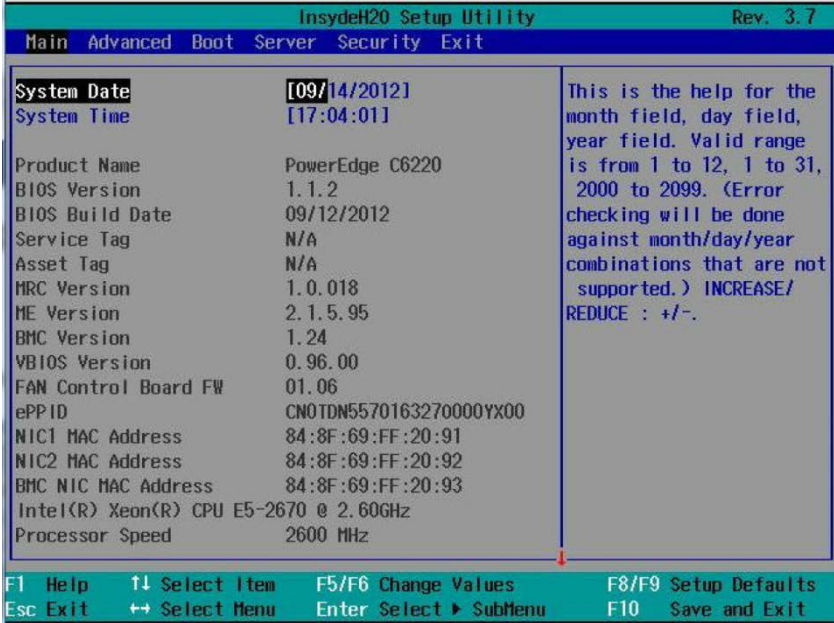 InsydeH20 Setup Utility Rev. 3.7
Main Advanced Boot Server Security Exit
System Date [09/14/2012]
System Time [17:04:01]
Product Name PowerEdge C6220
BIOS Version 1.1.2
BIOS Build Date 09/12/2012
Service Tag N/A
Asset Tag N/A
MRC Version 1.0.018
ME Version 2.1.5.95
BMC Version 1.24
VBIOS Version 0.96.00
FAN Control Board FW 01.06
ePPID CN0TDN5570163270000YX00
NIC1 MAC Address 84:8F:69:FF:20:91
NIC2 MAC Address 84:8F:69:FF:20:92
BMC NIC MAC Address 84:8F:69:FF:20:93
Intel(R) Xeon(R) CPU E5-2670 @ 2.60GHz
Processor Speed 2600 MHz
This is the help for the
month field, day field,
year field. Valid range
is from 1 to 12, 1 to 31,
2000 to 2099. (Error
checking will be done
against month/day/year
combinations that are not
supported.) INCREASE/
REDUCE : +/-.
F1 Help ↑↓ Select Item F5/F6 Change Values F8/F9 Setup Defaults
Esc Exit ↔ Select Menu Enter Select ▶ SubMenu F10 Save and Exit